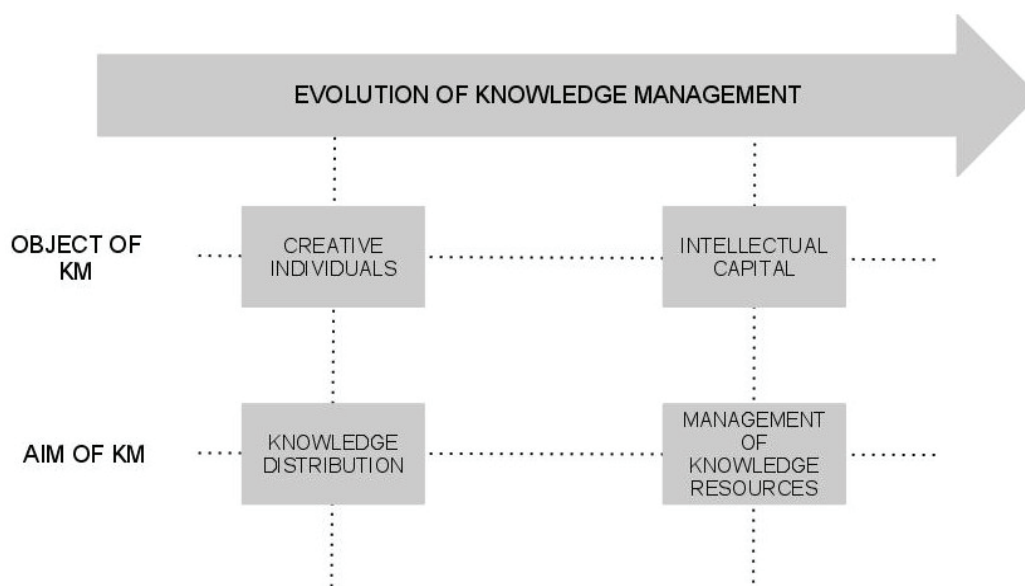 EVOLUTION OF KNOWLEDGE MANAGEMENT
OBJECT OF
KM
CREATIVE
INDIVIDUALS
INTELLECTUAL
CAPITAL
AIM OF KM
KNOWLEDGE
DISTRIBUTION
MANAGEMENT
OF
KNOWLEDGE
RESOURCES